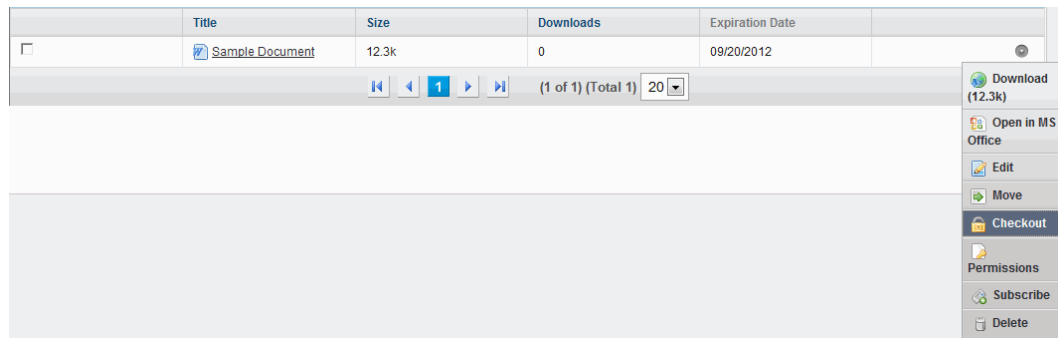 Title Size Downloads Expiration Date
Sample Document 12.3k 0 09/20/2012
1 (1 of 1) (Total 1) 20
Download
(12.3k)
Open in MS
Office
Edit
Move
Checkout
Permissions
Subscribe
Delete